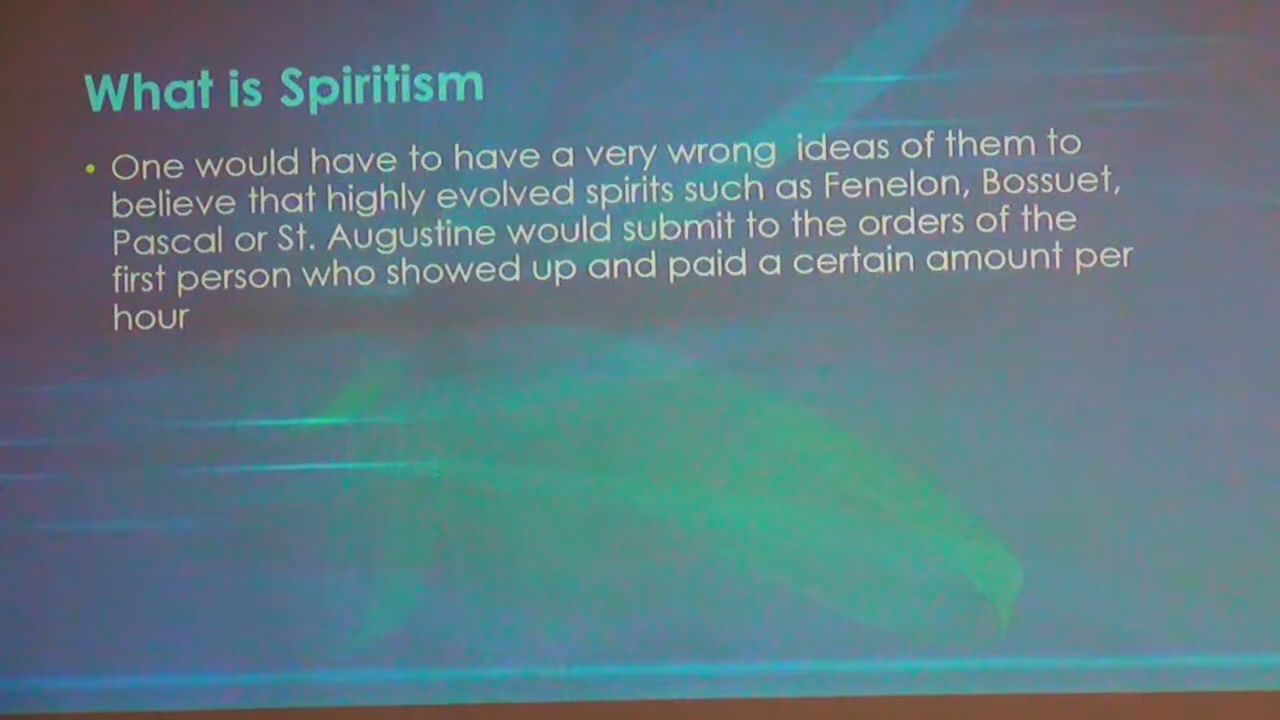 What is Spiritism
• One would have to have a very wrong ideas of them to
believe that highly evolved spirits such as Fenelon, Bossuet,
Pascal or St. Augustine would submit to the orders of the
first person who showed up and paid a certain amount per
hour